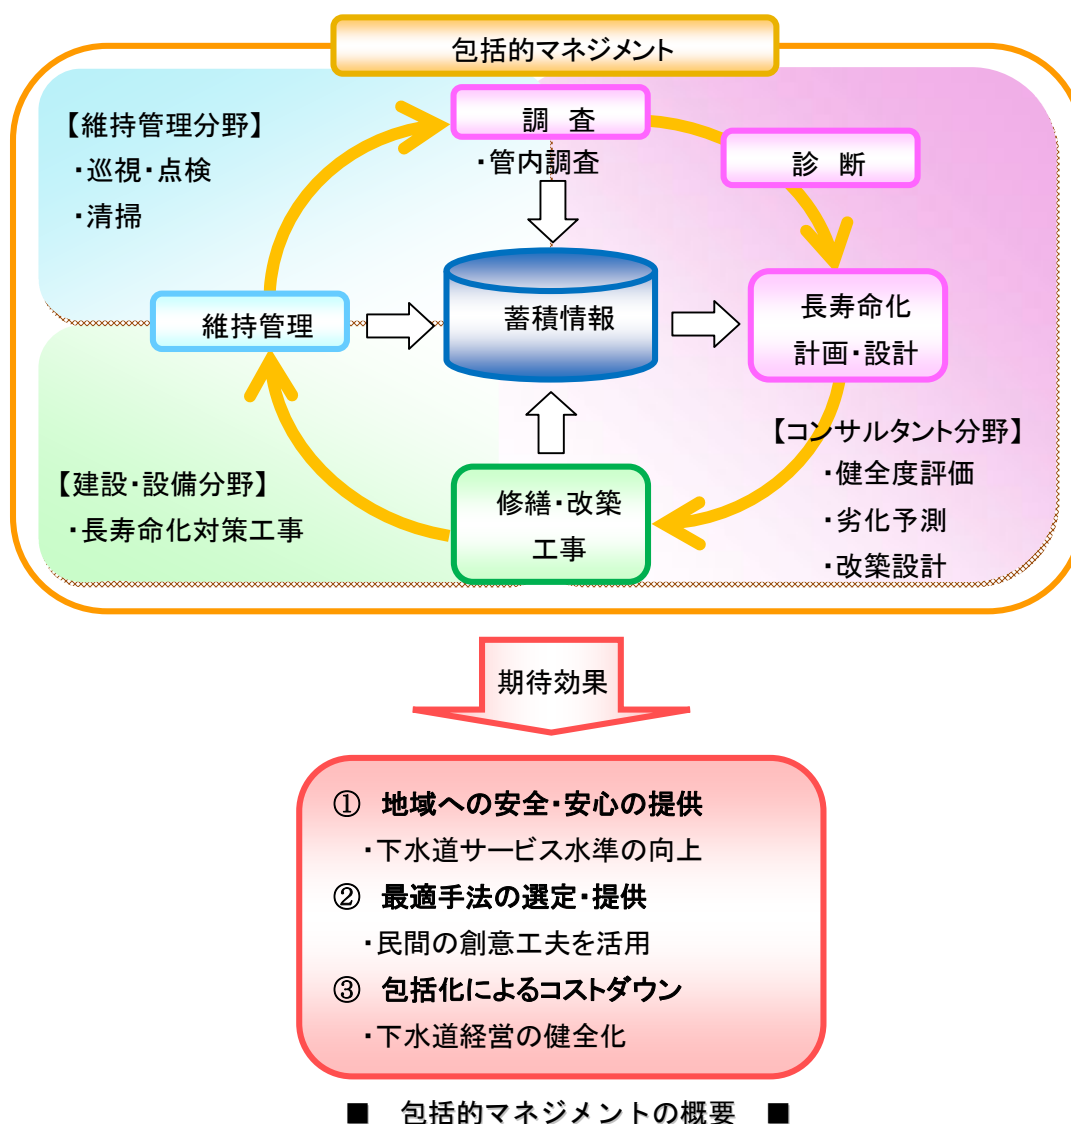 包括的マネジメント
【維持管理分野】
・巡視・点検
・清掃
調　査
・管内調査
診　断
維持管理
蓄積情報
長寿命化
計画・設計
【コンサルタント分野】
・健全度評価
・劣化予測
・改築設計
【建設・設備分野】
・長寿命化対策工事
修繕・改築
工事
期待効果
①　地域への安全・安心の提供
・下水道サービス水準の向上
②　最適手法の選定・提供
・民間の創意工夫を活用
③　包括化によるコストダウン
・下水道経営の健全化
■　包括的マネジメントの概要　■